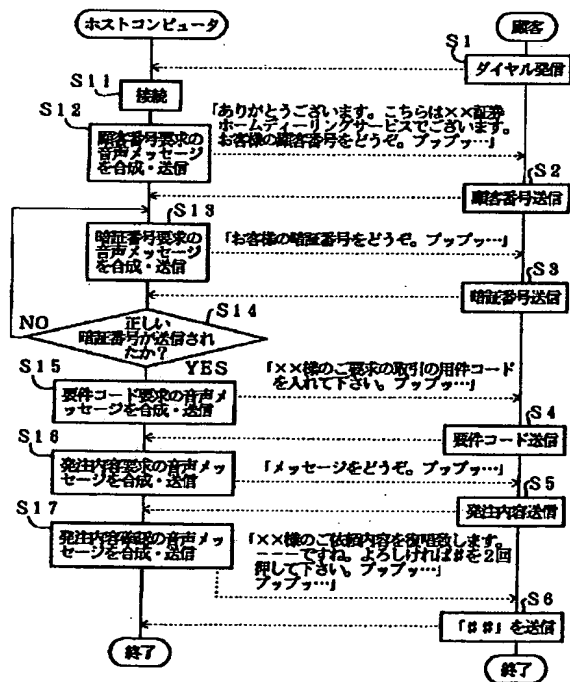 ホストコンピュータ
顧客
S1
ダイヤル発信
S11
接続
S12
顧客番号要求の
音声メッセージ
を合成・送信
「ありがとうございます。こちらは××証券
ホームディーリングサービスでございます。
お客様の顧客番号をどうぞ。プップッ…」
S2
顧客番号送信
S13
暗証番号要求の
音声メッセージ
を合成・送信
「お客様の暗証番号をどうぞ。プップッ…」
S3
暗証番号送信
S14
正しい
暗証番号が送信され
たか？
NO
YES
S15
要件コード要求の音声メ
ッセージを合成・送信
「××様のご要求の取引の用件コード
を入れて下さい。プップッ…」
S4
要件コード送信
S16
発注内容要求の音声メッ
セージを合成・送信
「メッセージをどうぞ。プップッ…」
S5
発注内容送信
S17
発注内容確認の音声メッ
セージを合成・送信
「××様のご依頼内容を復唱致します。
−−−ですね。よろしければ#を2回
押して下さい。プップッ…」
プップッ…」
S6
「##」を送信
終了
終了